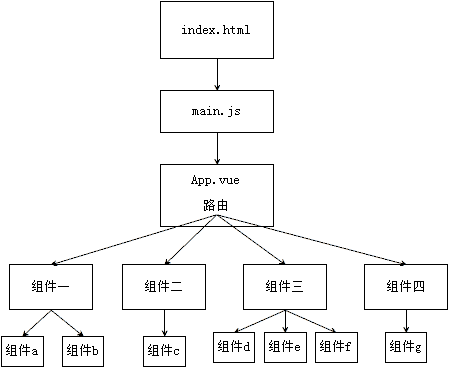 index.html
main.js
App.vue
路由
组件一
组件二
组件三
组件四
组件a
组件b
组件c
组件d
组件e
组件f
组件g